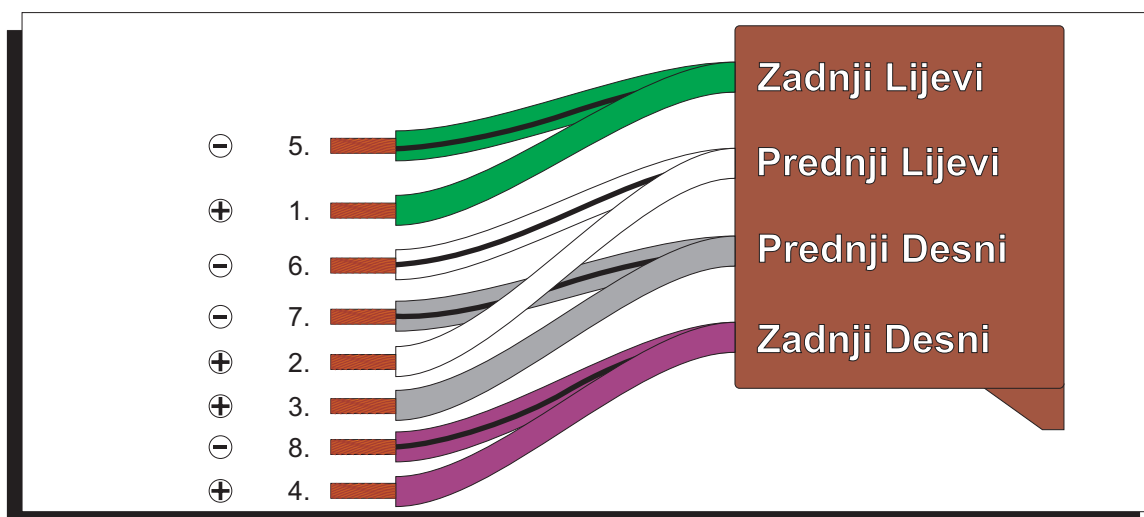 Zadnji Lijevi
⊖ 5.
⊕ 1.
Prednji Lijevi
⊖ 6.
Prednji Desni
⊖ 7.
⊕ 2.
Zadnji Desni
⊕ 3.
⊖ 8.
⊕ 4.